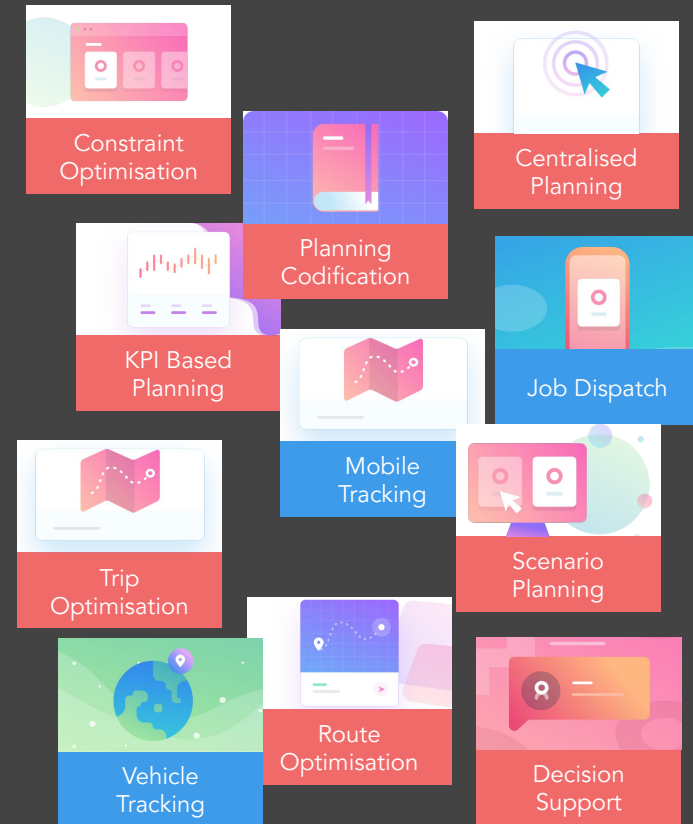 Constraint
Optimisation
Centralised
Planning
Planning
Codification
KPI Based
Planning
Job Dispatch
Mobile
Tracking
Trip
Optimisation
Scenario
Planning
Route
Optimisation
Vehicle
Tracking
Decision
Support